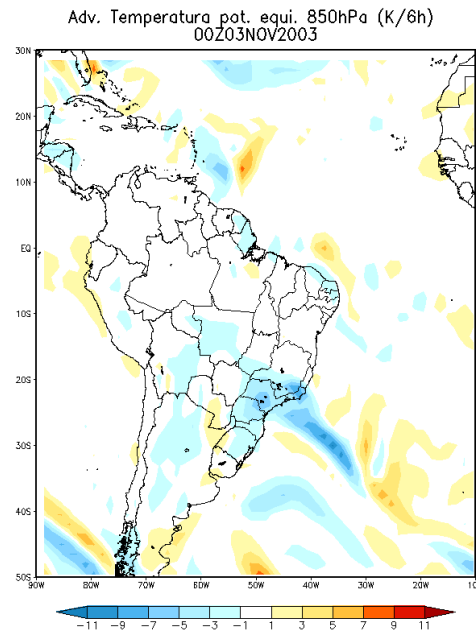 Adv. Temperatura pot. equi. 850hPa (K/6h)
00Z03NOV2003
30N
20N
10N
EQ
10S
20S
30S
40S
50S
90W 80W 70W 60W 50W 40W 30W 20W 10W
-11 -9 -7 -5 -3 -1 1 3 5 7 9 11